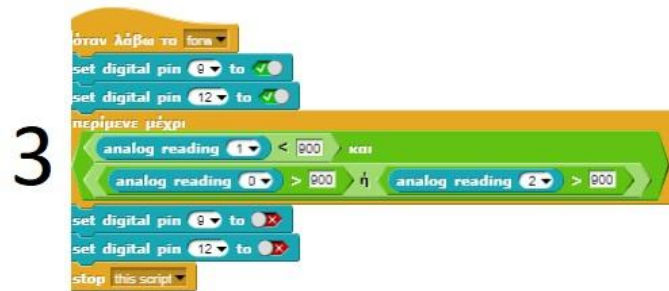 όταν λάβω το forw
set digital pin 9 to
set digital pin 12 to
περίμενε μέχρι
3
analog reading 1 < 900 και
analog reading 0 > 900 ή analog reading 2 > 900
set digital pin 9 to
set digital pin 12 to
stop this script